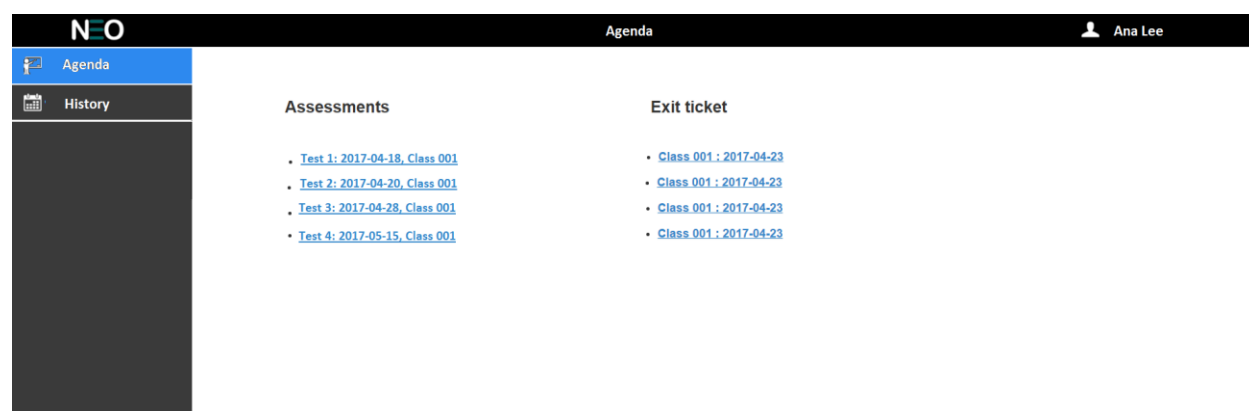 NEO
Agenda
Ana Lee
Agenda
History
Assessments
Test 1: 2017-04-18, Class 001
Test 2: 2017-04-20, Class 001
Test 3: 2017-04-28, Class 001
Test 4: 2017-05-15, Class 001
Exit ticket
Class 001 : 2017-04-23
Class 001 : 2017-04-23
Class 001 : 2017-04-23
Class 001 : 2017-04-23